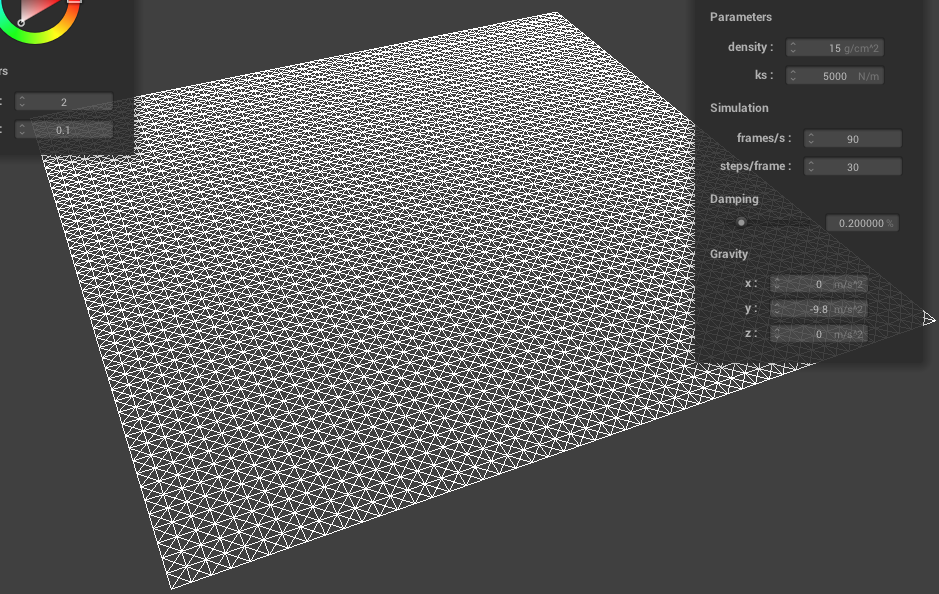 rs
: 2
: 0.1
Parameters
density : 15 g/cm^2
ks : 5000 N/m
Simulation
frames/s : 90
steps/frame : 30
Damping
0.200000 %
Gravity
x : 0 m/s^2
y : -9.8 m/s^2
z : 0 m/s^2